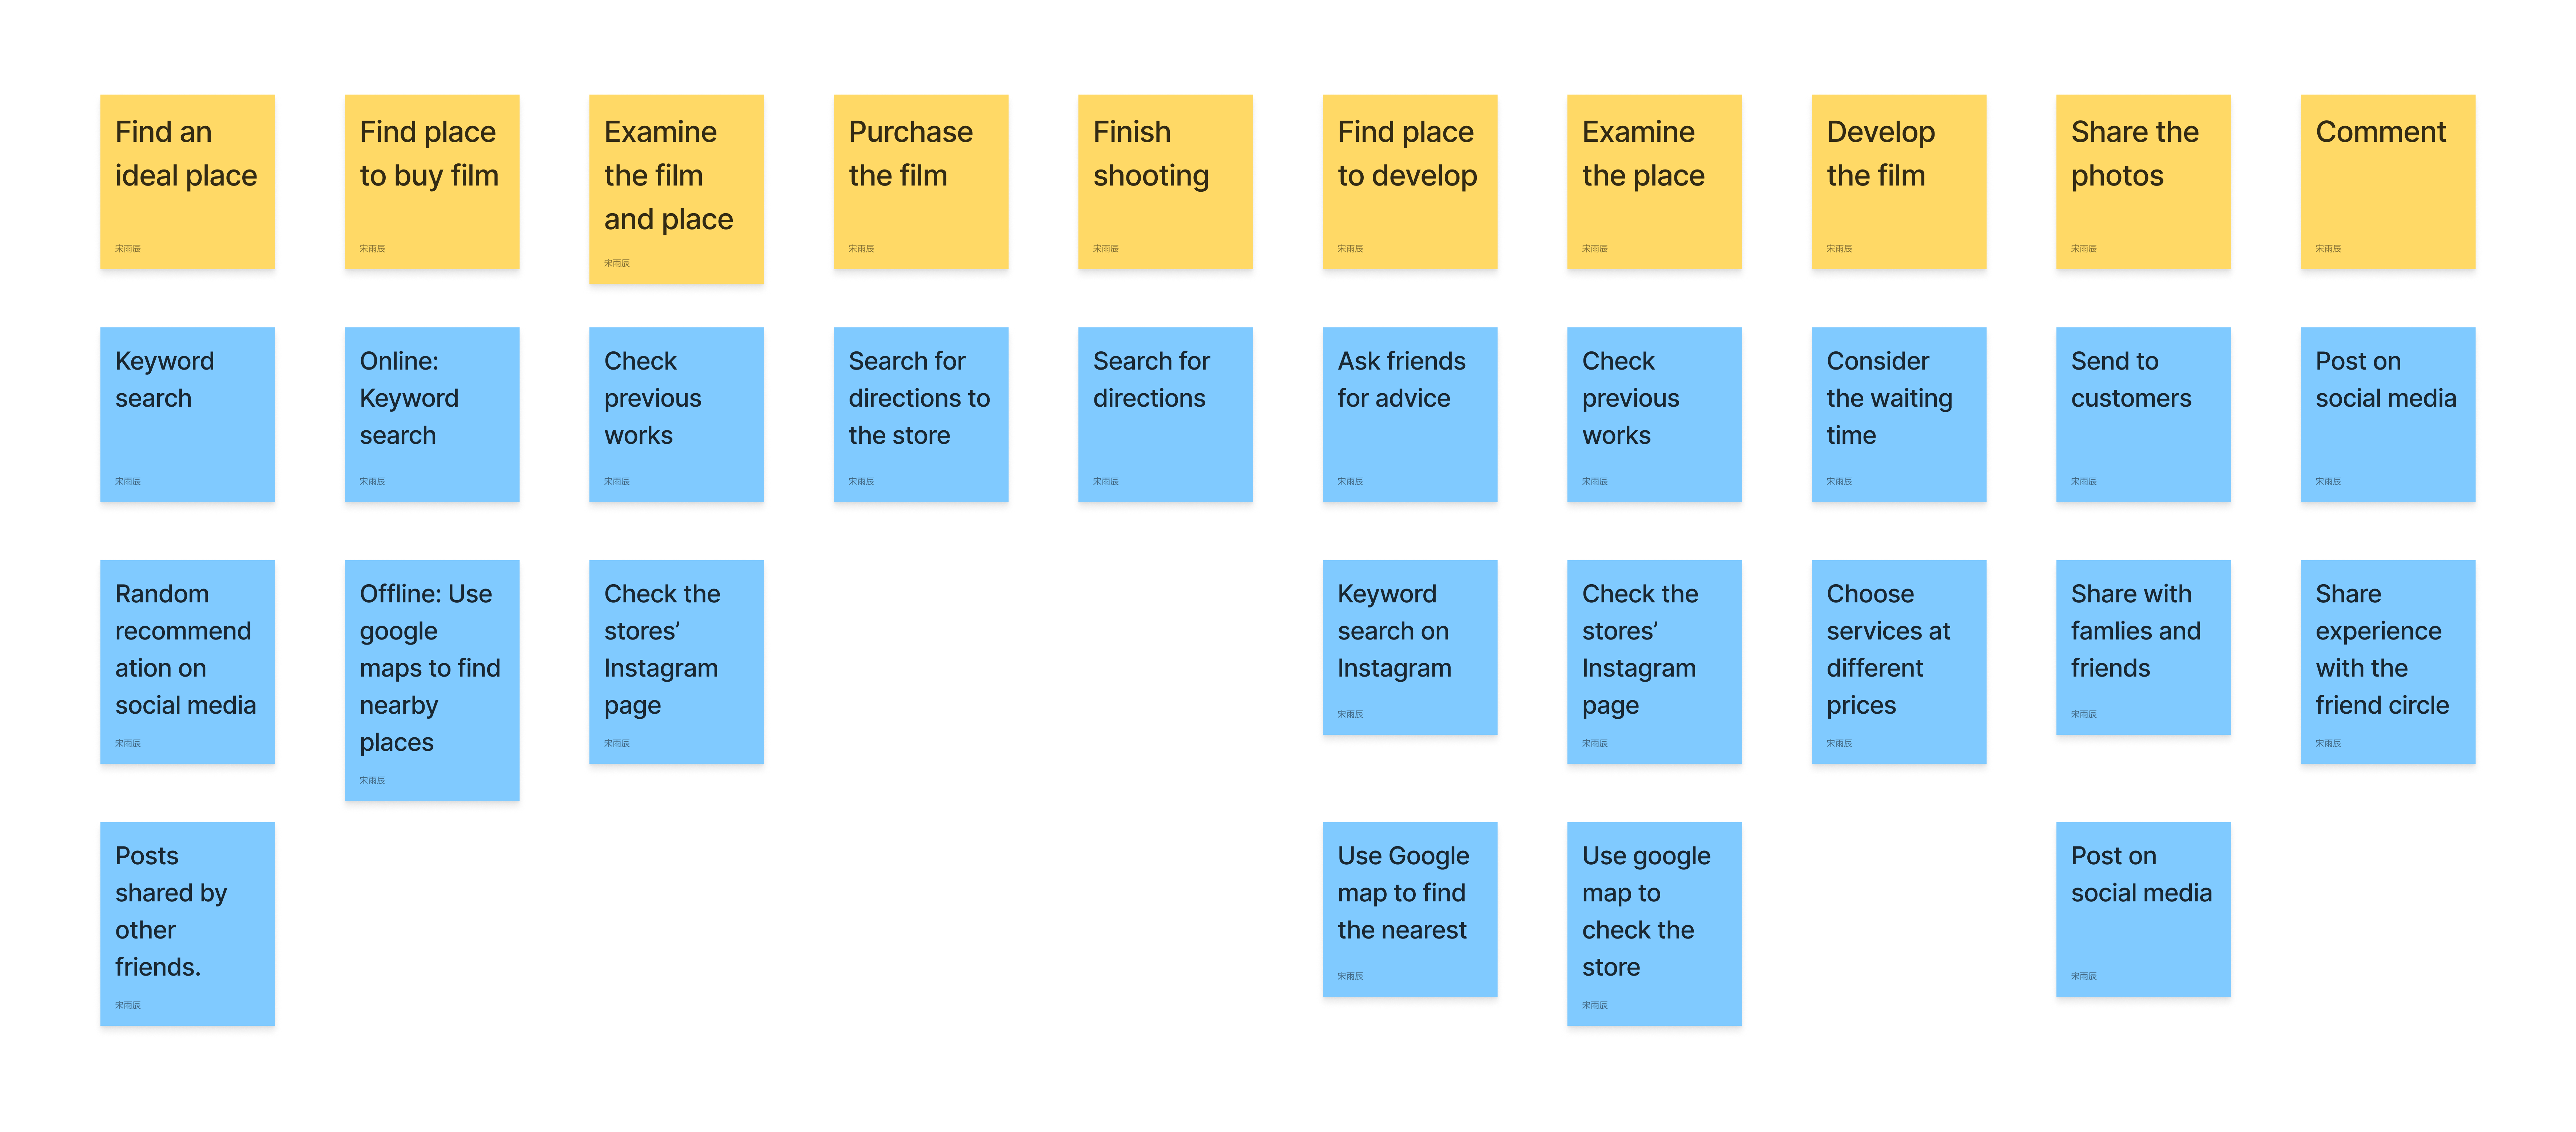 Find an
ideal place
宋雨辰
Find place
to buy film
宋雨辰
Examine
the film
and place
宋雨辰
Purchase
the film
宋雨辰
Finish
shooting
宋雨辰
Find place
to develop
宋雨辰
Examine
the place
宋雨辰
Develop
the film
宋雨辰
Share the
photos
宋雨辰
Comment
宋雨辰
Keyword
search
宋雨辰
Online:
Keyword
search
宋雨辰
Check
previous
works
宋雨辰
Search for
directions to
the store
宋雨辰
Search for
directions
宋雨辰
Ask friends
for advice
宋雨辰
Check
previous
works
宋雨辰
Consider
the waiting
time
宋雨辰
Send to
customers
宋雨辰
Post on
social media
宋雨辰
Random
recommend
ation on
social media
宋雨辰
Offline: Use
google
maps to find
nearby
places
宋雨辰
Check the
stores’
Instagram
page
宋雨辰
Keyword
search on
Instagram
宋雨辰
Check the
stores’
Instagram
page
宋雨辰
Choose
services at
different
prices
宋雨辰
Share with
famlies and
friends
宋雨辰
Share
experience
with the
friend circle
宋雨辰
Posts
shared by
other
friends.
宋雨辰
Use Google
map to find
the nearest
宋雨辰
Use google
map to
check the
store
宋雨辰
Post on
social media
宋雨辰